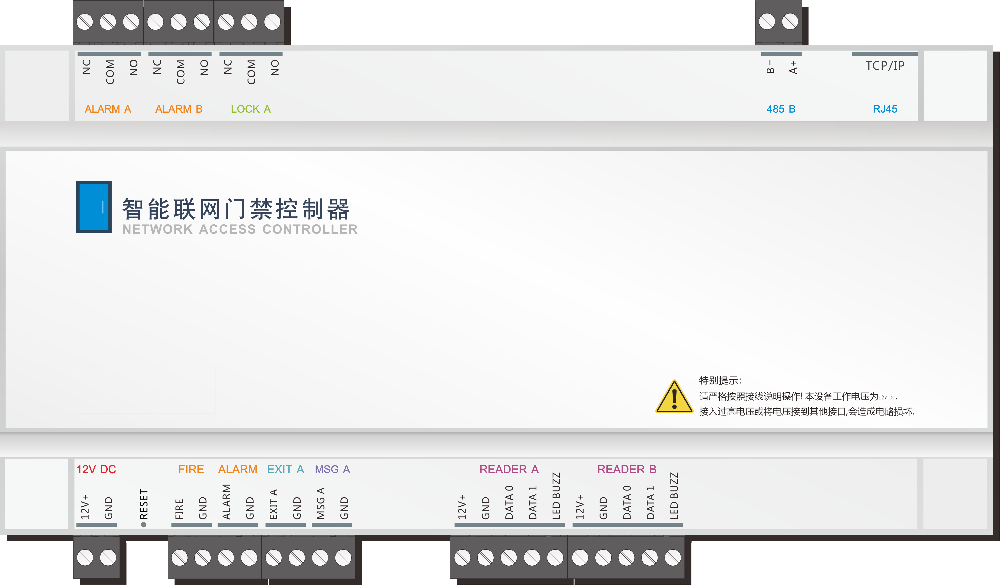 NC COM NO NC COM NO NC COM NO B− A+ TCP/IP
ALARM A ALARM B LOCK A 485 B RJ45
智能联网门禁控制器
NETWORK ACCESS CONTROLLER
特别提示：
请严格按照接线说明操作! 本设备工作电压为12V DC.
接入过高电压或将电压接到其他接口,会造成电路损坏.
12V DC FIRE ALARM EXIT A MSG A READER A READER B
12V+ GND RESET FIRE GND ALARM GND EXIT A GND MSG A GND 12V+ GND DATA 0 DATA 1 LED BUZZ 12V+ GND DATA 0 DATA 1 LED BUZZ